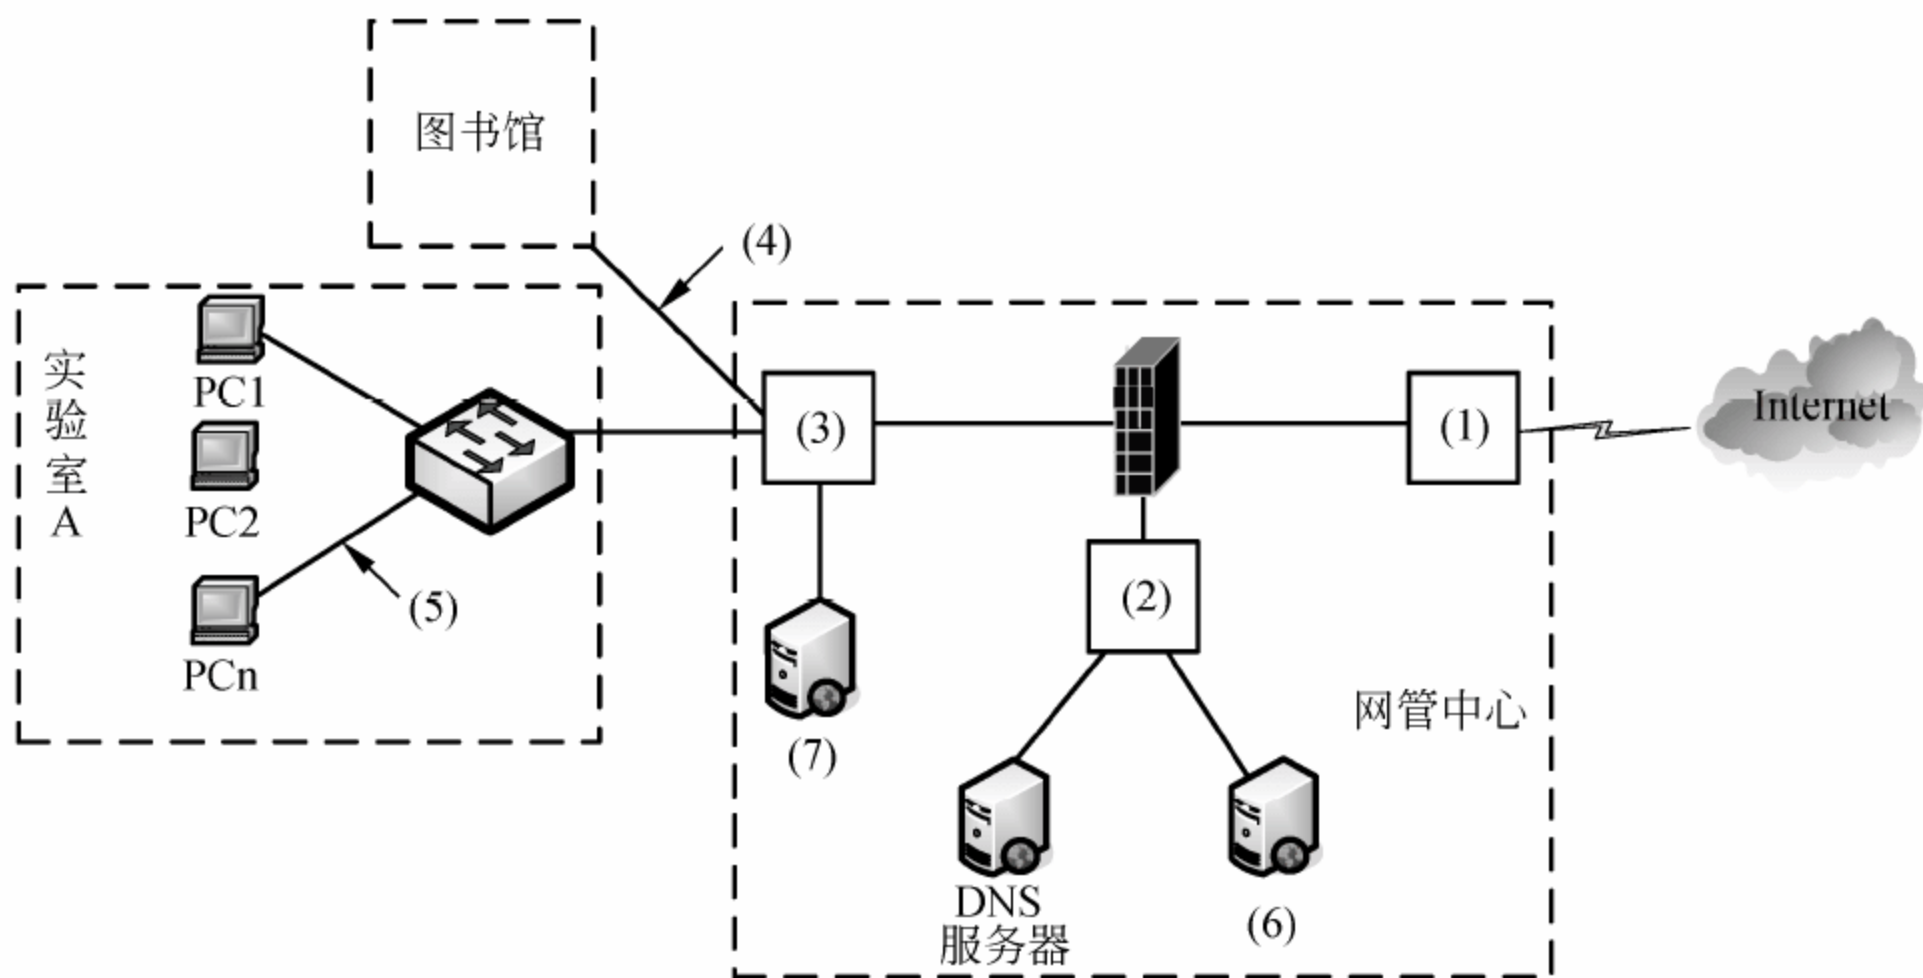 图书馆
(4)
实验室A
PC1
PC2
PCn
(5)
(3)
(1)
Internet
(2)
(7)
网管中心
DNS
服务器
(6)